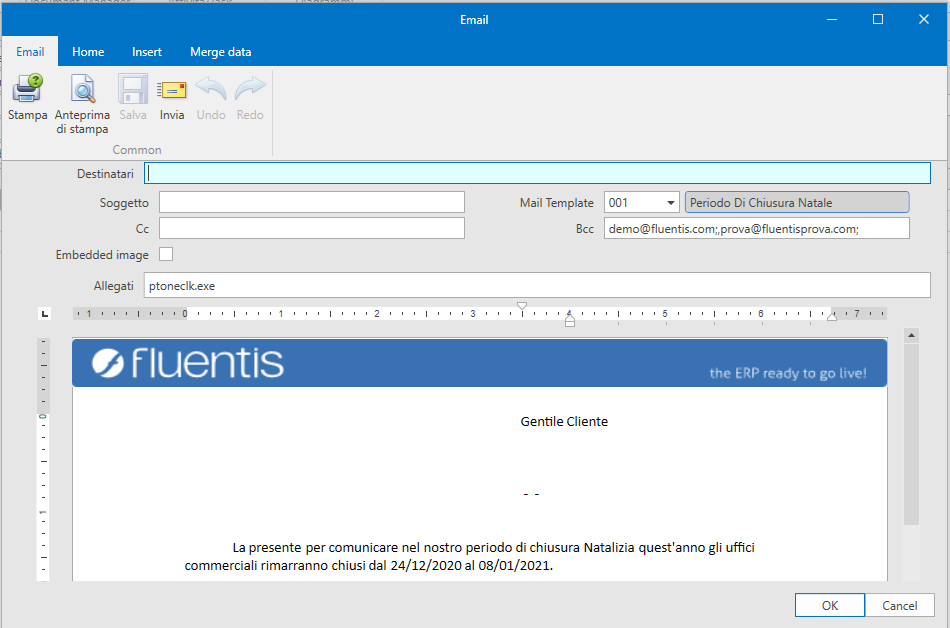 Email
Email Home Insert Merge data
Stampa Anteprima di stampa Salva Invia Undo Redo
Common
Destinatari
Soggetto Mail Template 001 Periodo Di Chiusura Natale
Cc Bcc demo@fluentis.com;,prova@fluentisprova.com;
Embedded image
Allegati ptoneclk.exe
1 0 1 2 3 4 5 6 7
fluentis
the ERP ready to go live!
0
Gentile Cliente
- -
1
La presente per comunicare nel nostro periodo di chiusura Natalizia quest'anno gli uffici
commerciali rimarranno chiusi dal 24/12/2020 al 08/01/2021.
OK Cancel